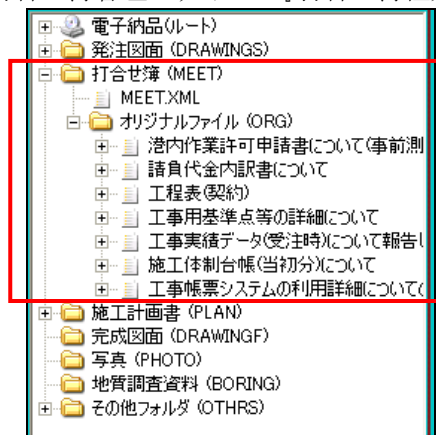 電子納品(ルート)
発注図面 (DRAWINGS)
打合せ簿 (MEET)
MEET.XML
オリジナルファイル (ORG)
港内作業許可申請書について(事前測
請負代金内訳書について
工程表(契約)
工事用基準点等の詳細について
工事実績データ(受注時)について報告し
施工体制台帳(当初分)について
工事帳票システムの利用詳細について(
施工計画書 (PLAN)
完成図面 (DRAWINGF)
写真 (PHOTO)
地質調査資料 (BORING)
その他フォルダ (OTHRS)